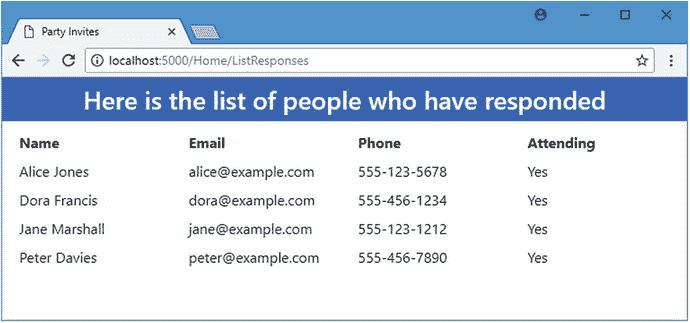 Party Invites
localhost:5000/Home/ListResponses
Here is the list of people who have responded
Name Email Phone Attending
Alice Jones alice@example.com 555-123-5678 Yes
Dora Francis dora@example.com 555-456-1234 Yes
Jane Marshall jane@example.com 555-123-1212 Yes
Peter Davies peter@example.com 555-456-7890 Yes